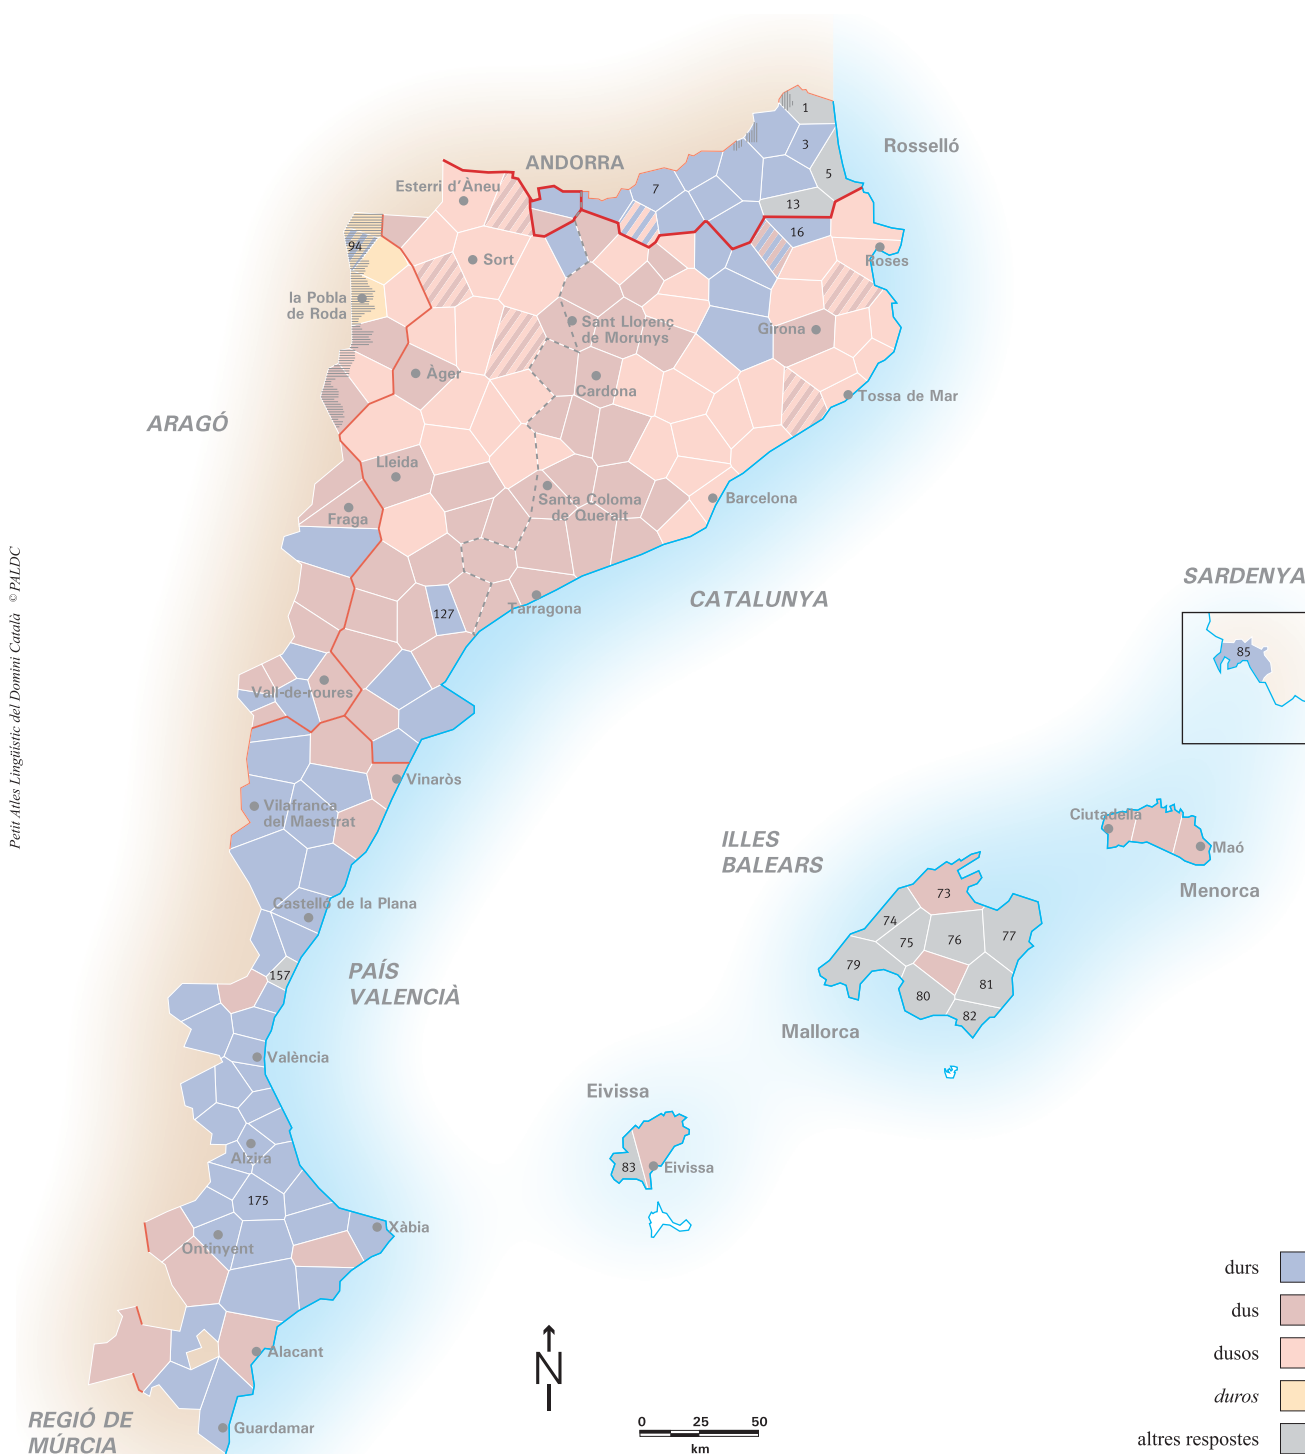 1
3
Rosselló
ANDORRA
5
Esterri d'Àneu
7
13
16
94
Sort
Roses
la Pobla
de Roda
Sant Llorenç
de Morunys
Girona
Àger
Cardona
Tossa de Mar
ARAGÓ
Lleida
Santa Coloma
de Queralt
Barcelona
Fraga
Petit Atles Lingüístic del Domini Català © PALDC
SARDENYA
CATALUNYA
Tarragona
127
85
Vall-de-roures
Vinaròs
Vilafranca
del Maestrat
Ciutadella
Maó
ILLES
BALEARS
Menorca
73
Castelló de la Plana
74
75
76
77
157
PAÍS
VALENCIÀ
79
80
81
82
Mallorca
València
Eivissa
Alzira
83
Eivissa
175
Xàbia
Ontinyent
durs
dus
Alacant
dusos
duros
REGIÓ DE
MÚRCIA
Guardamar
N
0 25 50
km
altres respostes